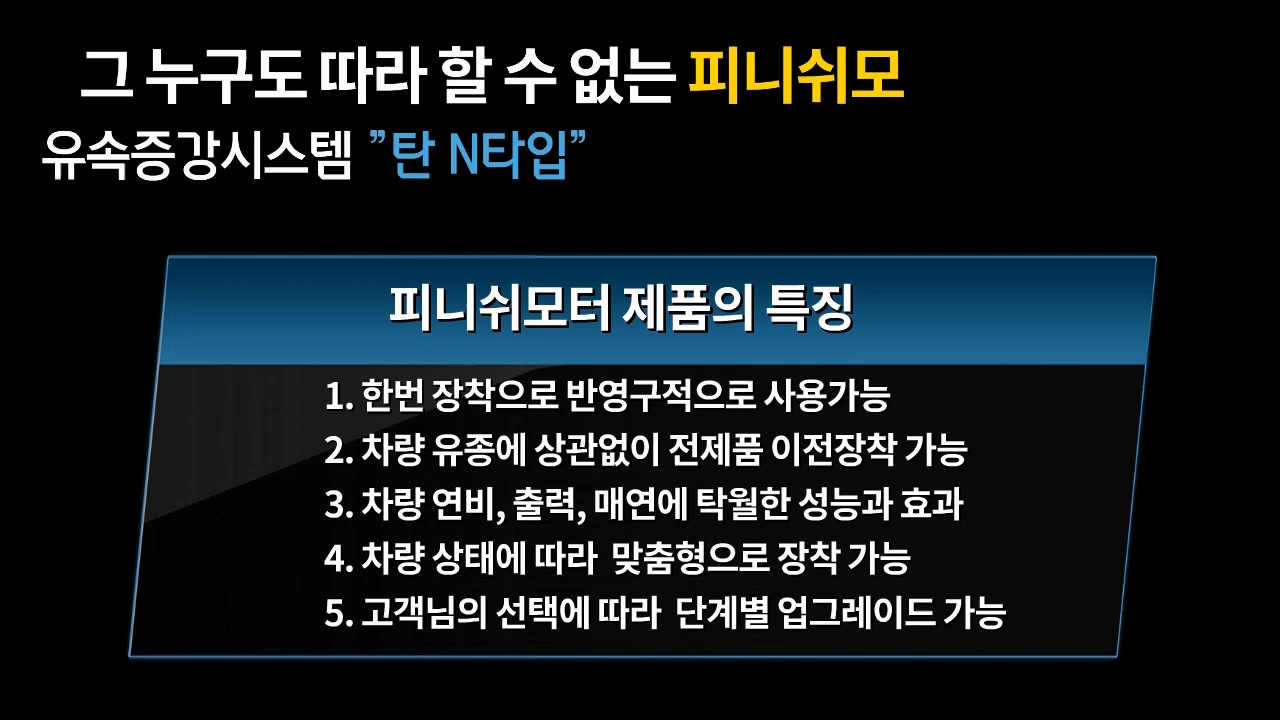 그 누구도 따라 할 수 없는 피니쉬모
유속증강시스템 ”탄 N타입”
피니쉬모터 제품의 특징
1. 한번 장착으로 반영구적으로 사용가능
2. 차량 유종에 상관없이 전제품 이전장착 가능
3. 차량 연비, 출력, 매연에 탁월한 성능과 효과
4. 차량 상태에 따라 맞춤형으로 장착 가능
5. 고객님의 선택에 따라 단계별 업그레이드 가능